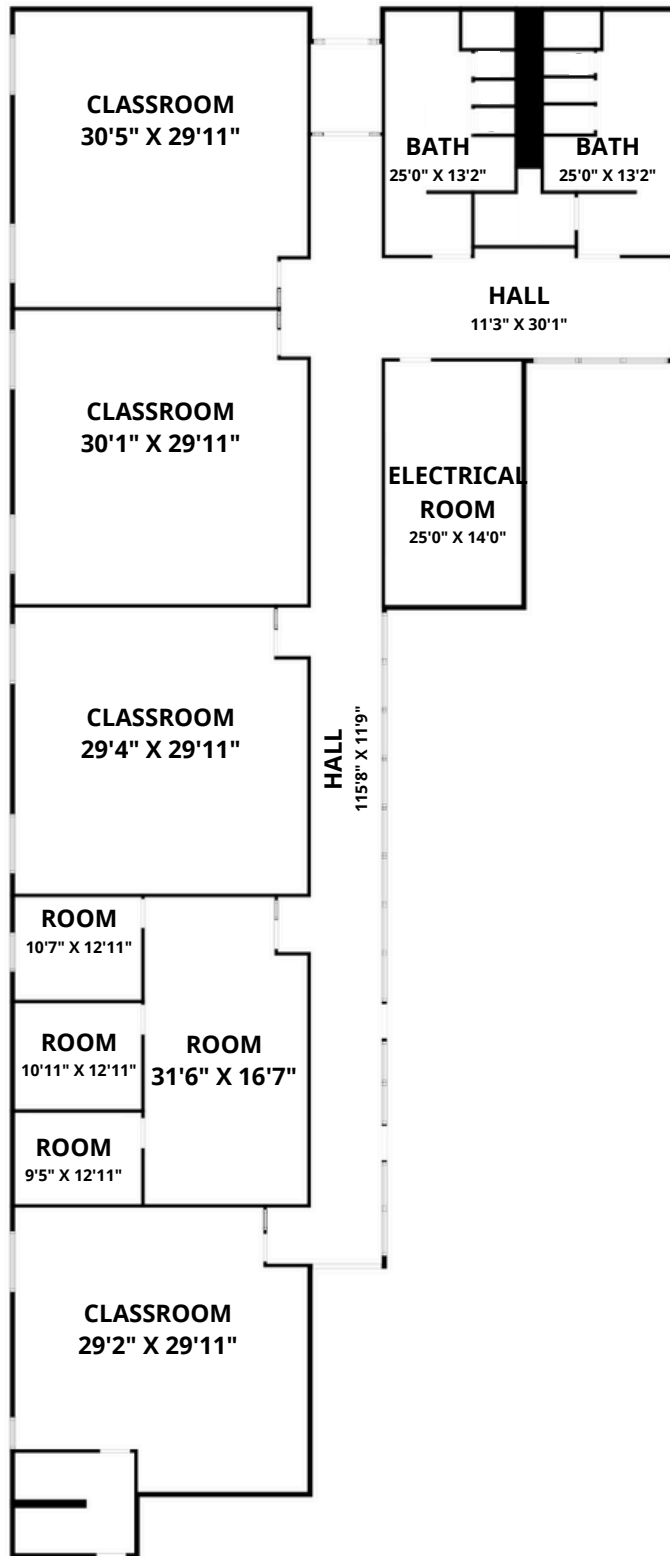 CLASSROOM
30'5" X 29'11"
BATH
25'0" X 13'2"
BATH
25'0" X 13'2"
HALL
11'3" X 30'1"
CLASSROOM
30'1" X 29'11"
ELECTRICAL
ROOM
25'0" X 14'0"
CLASSROOM
29'4" X 29'11"
HALL
115'8" X 11'9"
ROOM
10'7" X 12'11"
ROOM
10'11" X 12'11"
ROOM
31'6" X 16'7"
ROOM
9'5" X 12'11"
CLASSROOM
29'2" X 29'11"